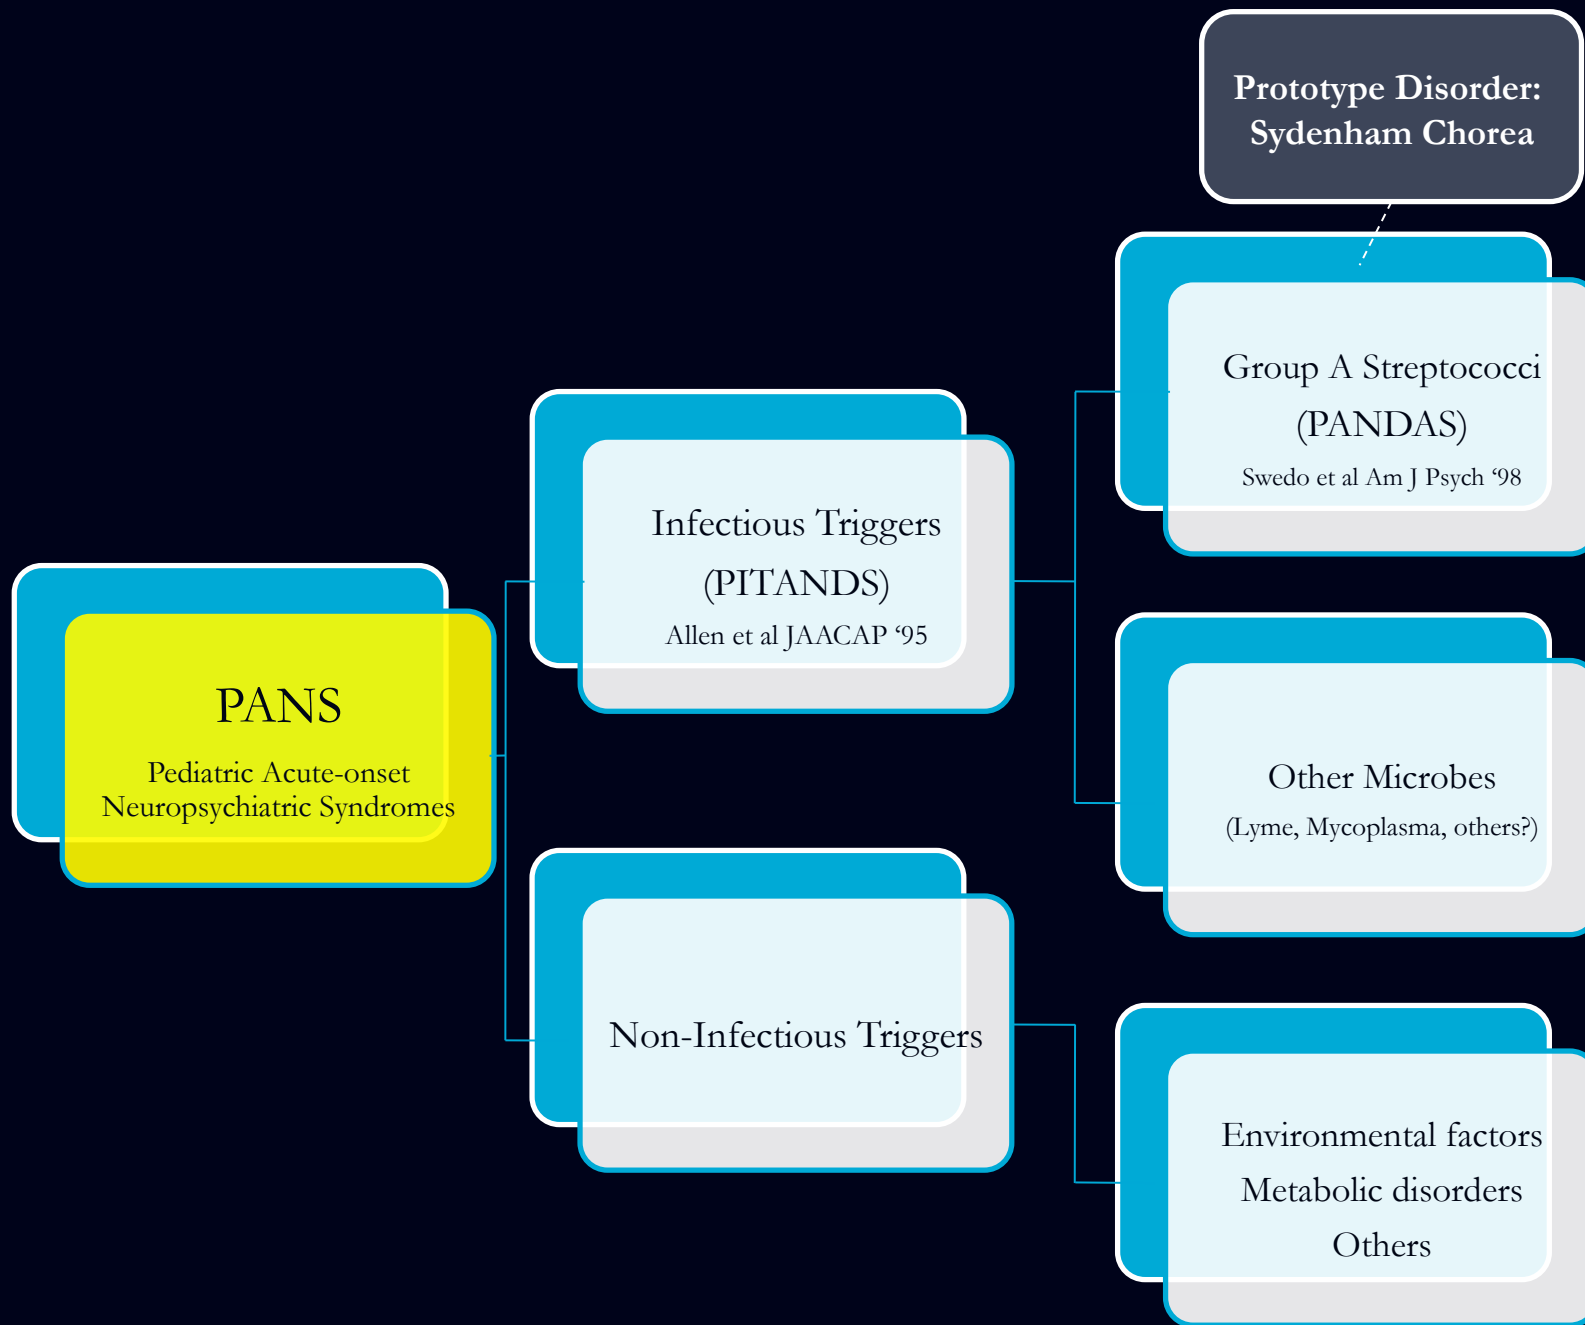 Prototype Disorder:
Sydenham Chorea
Group A Streptococci
(PANDAS)
Swedo et al Am J Psych ‘98
Infectious Triggers
(PITANDS)
Allen et al JAACAP ‘95
PANS
Pediatric Acute-onset
Neuropsychiatric Syndromes
Other Microbes
(Lyme, Mycoplasma, others?)
Non-Infectious Triggers
Environmental factors
Metabolic disorders
Others